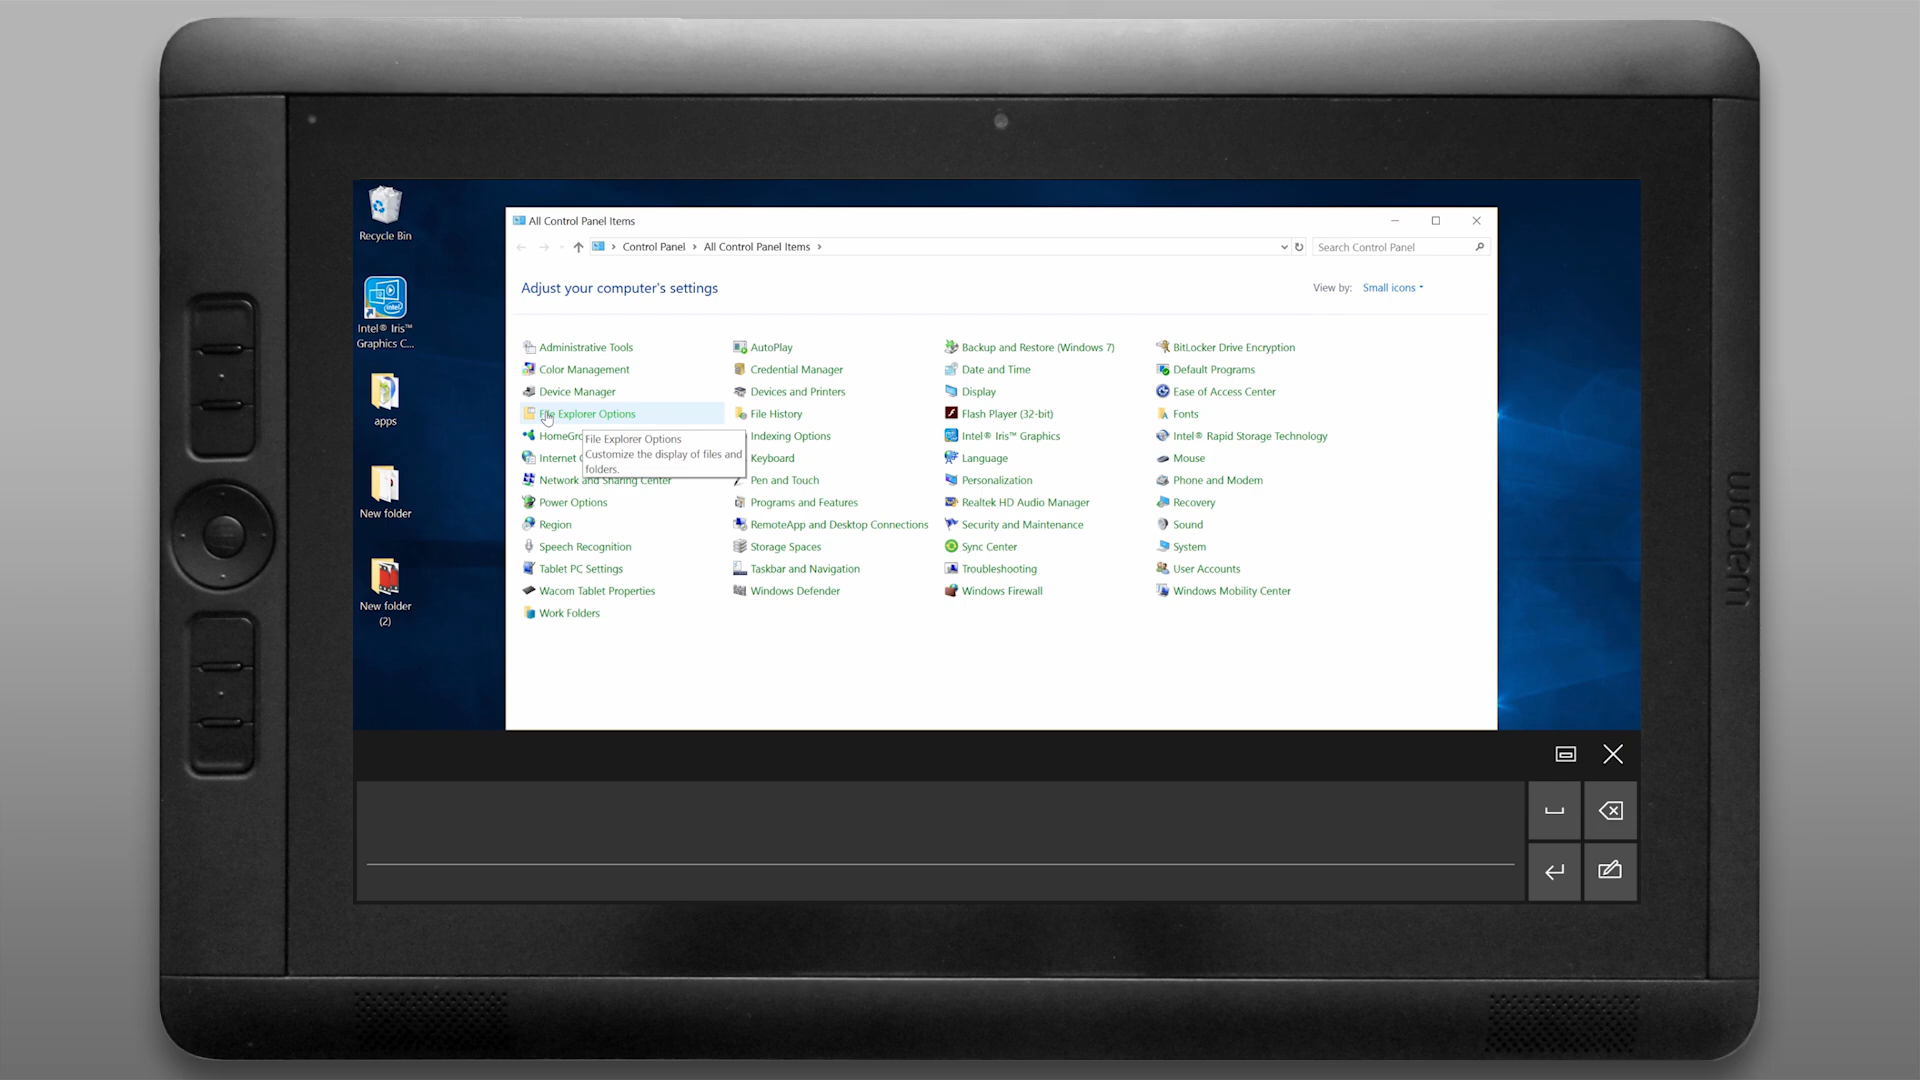 Recycle Bin
Intel® Iris™
Graphics C...
apps
New folder
New folder
(2)
All Control Panel Items
Control Panel > All Control Panel Items >
Search Control Panel
Adjust your computer's settings
View by: Small icons
Administrative Tools
AutoPlay
Backup and Restore (Windows 7)
BitLocker Drive Encryption
Color Management
Credential Manager
Date and Time
Default Programs
Device Manager
Devices and Printers
Display
Ease of Access Center
File Explorer Options
File History
Flash Player (32-bit)
Fonts
HomeGr
File Explorer Options
Customize the display of files and
folders.
Indexing Options
Intel® Iris™ Graphics
Intel® Rapid Storage Technology
Internet
Keyboard
Language
Mouse
Network and Sharing Center
Pen and Touch
Personalization
Phone and Modem
Power Options
Programs and Features
Realtek HD Audio Manager
Recovery
Region
RemoteApp and Desktop Connections
Security and Maintenance
Sound
Speech Recognition
Storage Spaces
Sync Center
System
Tablet PC Settings
Taskbar and Navigation
Troubleshooting
User Accounts
Wacom Tablet Properties
Windows Defender
Windows Firewall
Windows Mobility Center
Work Folders
wacom